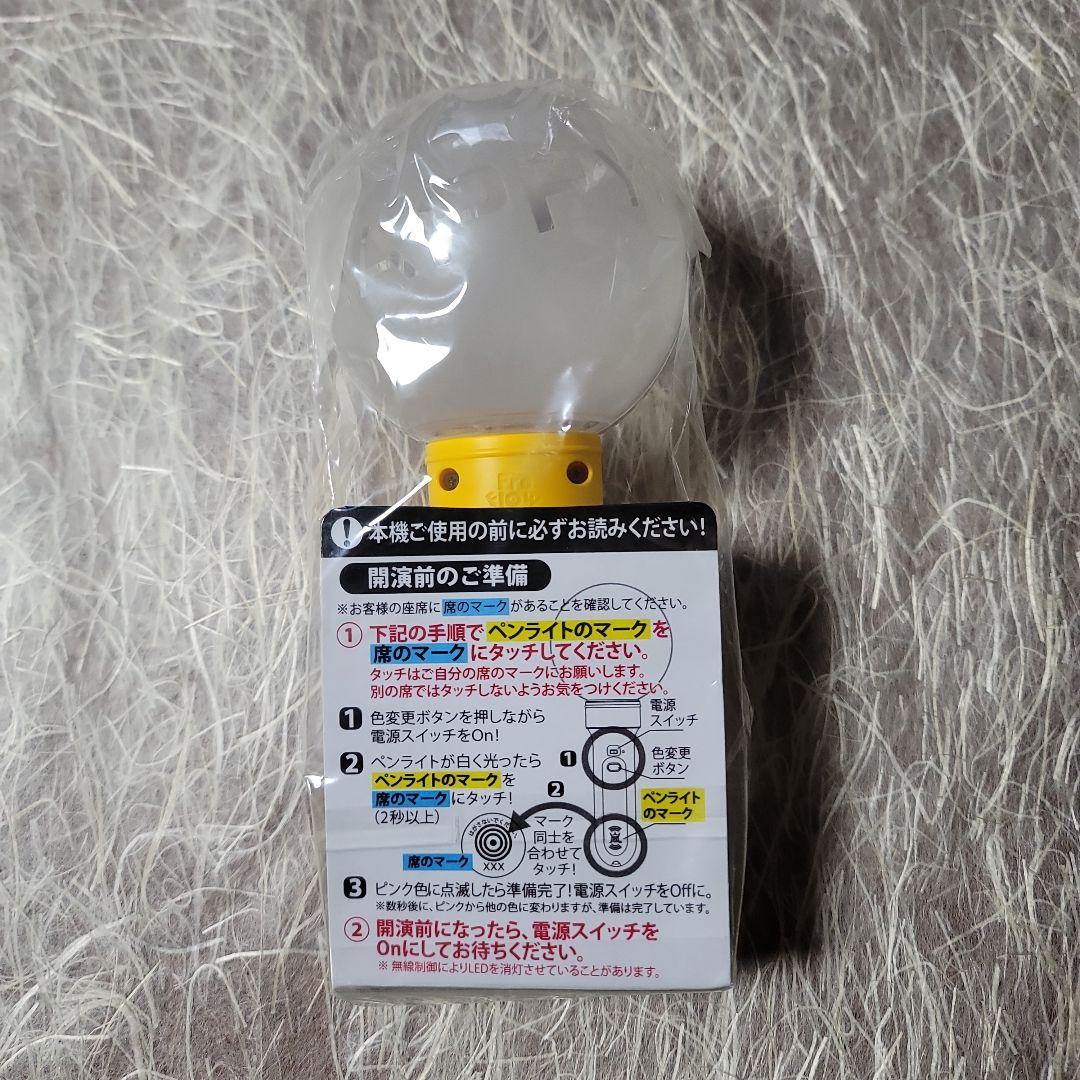 Fre
flow
! 本機ご使用の前に必ずお読みください!
開演前のご準備
※お客様の座席に席のマークがあることを確認してください。
① 下記の手順でペンライトのマークを
席のマークにタッチしてください。
タッチはご自分の席のマークにお願いします。
別の席ではタッチしないようお気をつけください。
1 色変更ボタンを押しながら
電源スイッチをOn!
2 ペンライトが白く光ったら
ペンライトのマークを
席のマークにタッチ!
(2秒以上)
電源
スイッチ
1
色変更
ボタン
2
ペンライト
のマーク
マーク
同士を
合わせて
タッチ!
はがさないでください
XXX
席のマーク
3 ピンク色に点滅したら準備完了!電源スイッチをOffに。
※数秒後に、ピンクから他の色に変わりますが、準備は完了しています。
② 開演前になったら、電源スイッチを
Onにしてお待ちください。
※ 無線制御によりLEDを消灯させていることがあります。